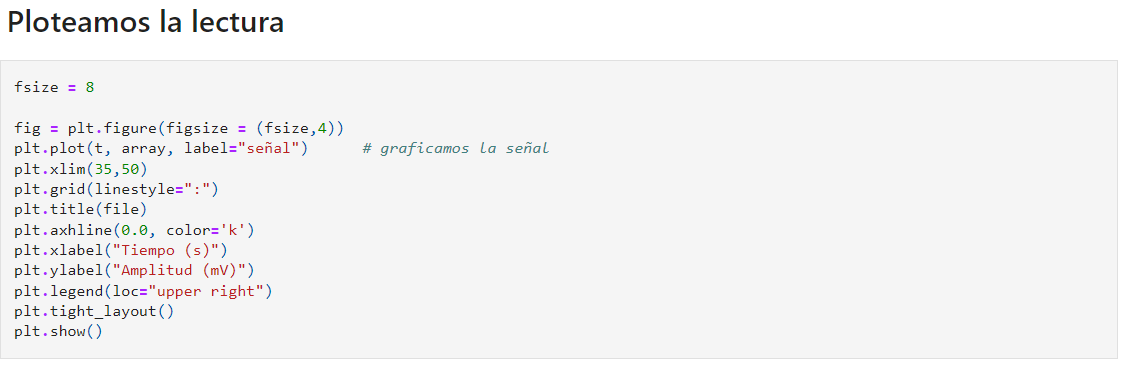 Ploteamos la lectura
fsize = 8
fig = plt.figure(figsize = (fsize,4))
plt.plot(t, array, label="señal")      # graficamos la señal
plt.xlim(35,50)
plt.grid(linestyle=":")
plt.title(file)
plt.axhline(0.0, color='k')
plt.xlabel("Tiempo (s)")
plt.ylabel("Amplitud (mV)")
plt.legend(loc="upper right")
plt.tight_layout()
plt.show()